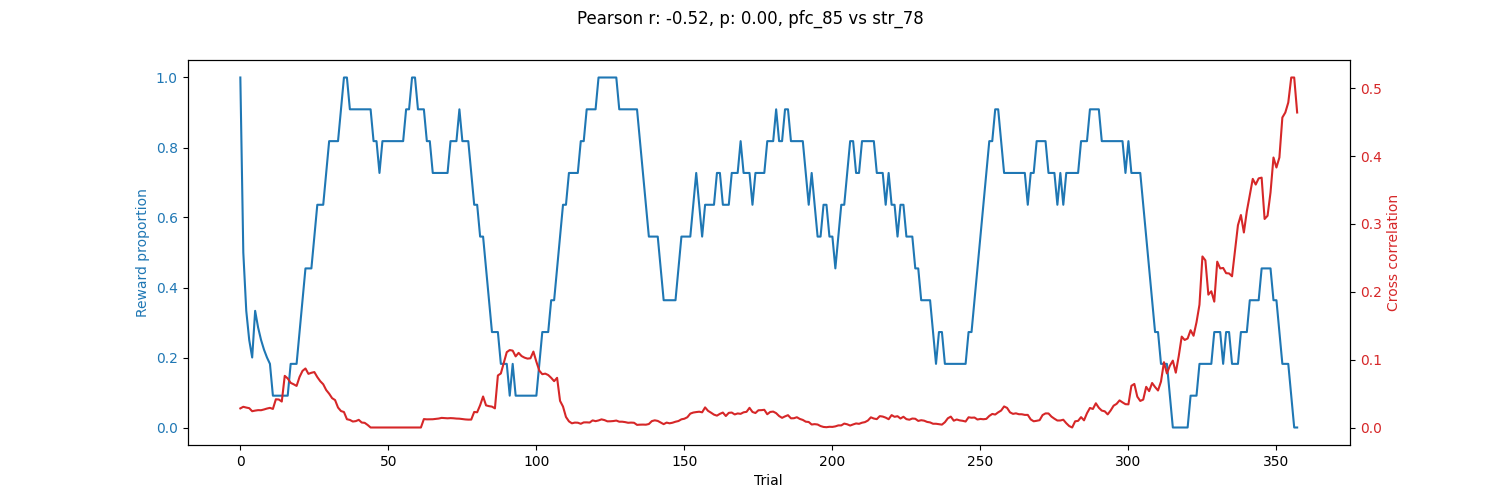 Pearson r: -0.52, p: 0.00, pfc_85 vs str_78
1.0
0.8
0.6
0.4
0.2
0.0
Reward proportion
0.5
0.4
0.3
0.2
0.1
0.0
Cross correlation
0 50 100 150 200 250 300 350
Trial